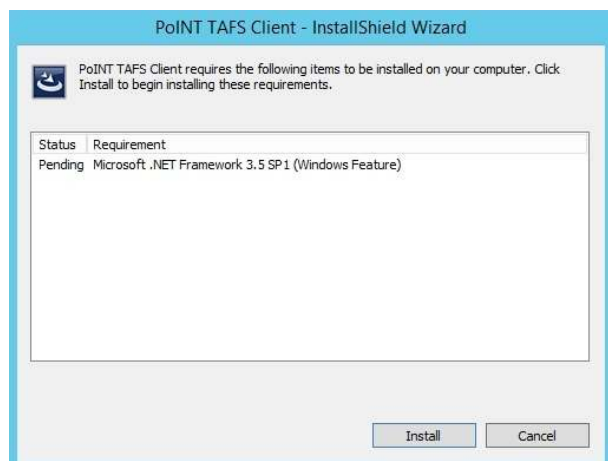 PoINT TAFS Client - InstallShield Wizard
PoINT TAFS Client requires the following items to be installed on your computer. Click
Install to begin installing these requirements.
Status Requirement
Pending Microsoft .NET Framework 3.5 SP1 (Windows Feature)
Install Cancel